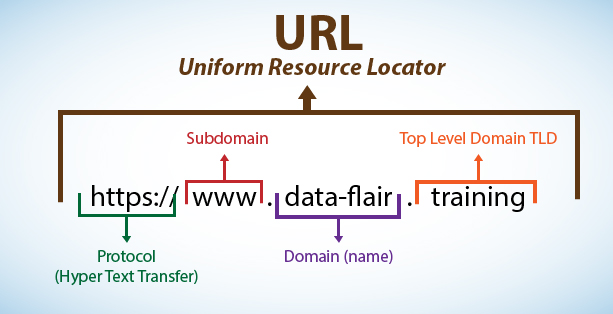 URL
Uniform Resource Locator
Subdomain
Top Level Domain TLD
https:// www . data-flair . training
Protocol
(Hyper Text Transfer)
Domain (name)